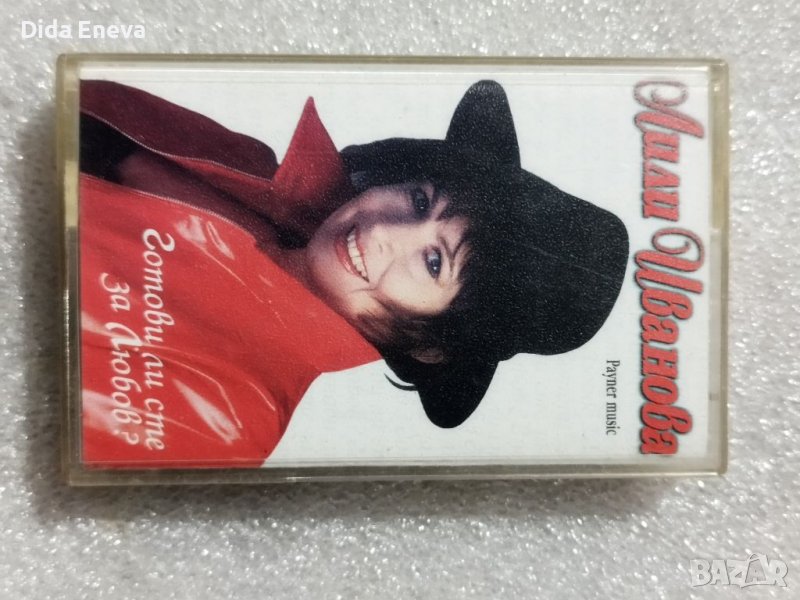 Dida Eneva
Лили Иванова
Payner music
Готови ли сте
за любов?
BAZAR